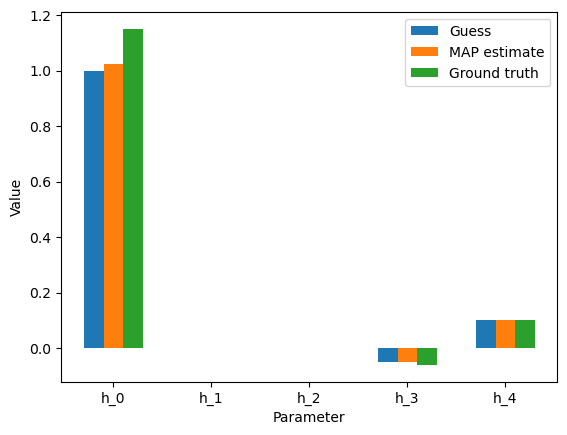 Guess
MAP estimate
Ground truth
1.2
1.0
0.8
0.6
0.4
0.2
0.0
Value
h_0 h_1 h_2 h_3 h_4
Parameter